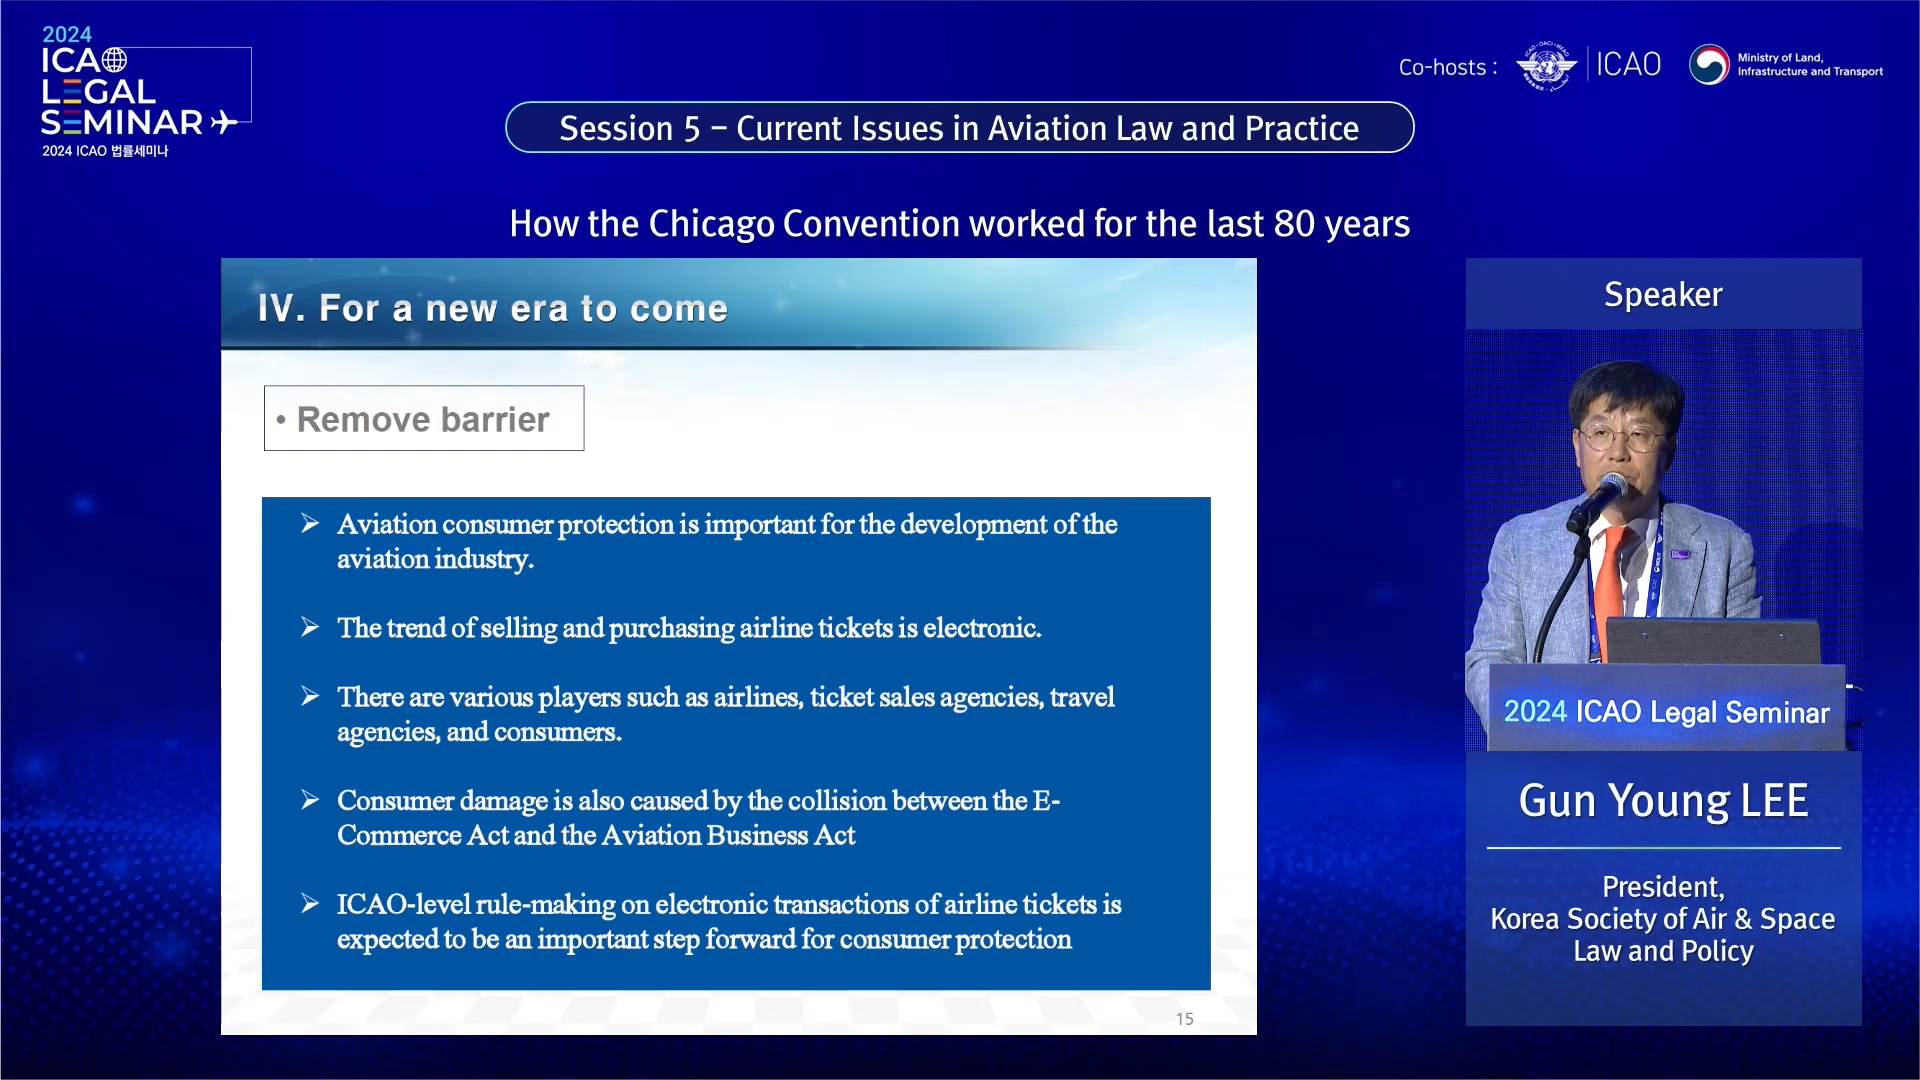 2024
ICAO
LEGAL
SEMINAR
2024 ICAO 법률세미나
Co-hosts :
ICAO
Ministry of Land,
Infrastructure and Transport
Session 5 – Current Issues in Aviation Law and Practice
How the Chicago Convention worked for the last 80 years
IV. For a new era to come
• Remove barrier
➢ Aviation consumer protection is important for the development of the
aviation industry.
➢ The trend of selling and purchasing airline tickets is electronic.
➢ There are various players such as airlines, ticket sales agencies, travel
agencies, and consumers.
➢ Consumer damage is also caused by the collision between the E-
Commerce Act and the Aviation Business Act
➢ ICAO-level rule-making on electronic transactions of airline tickets is
expected to be an important step forward for consumer protection
15
Speaker
2024 ICAO Legal Seminar
Gun Young LEE
President,
Korea Society of Air & Space
Law and Policy